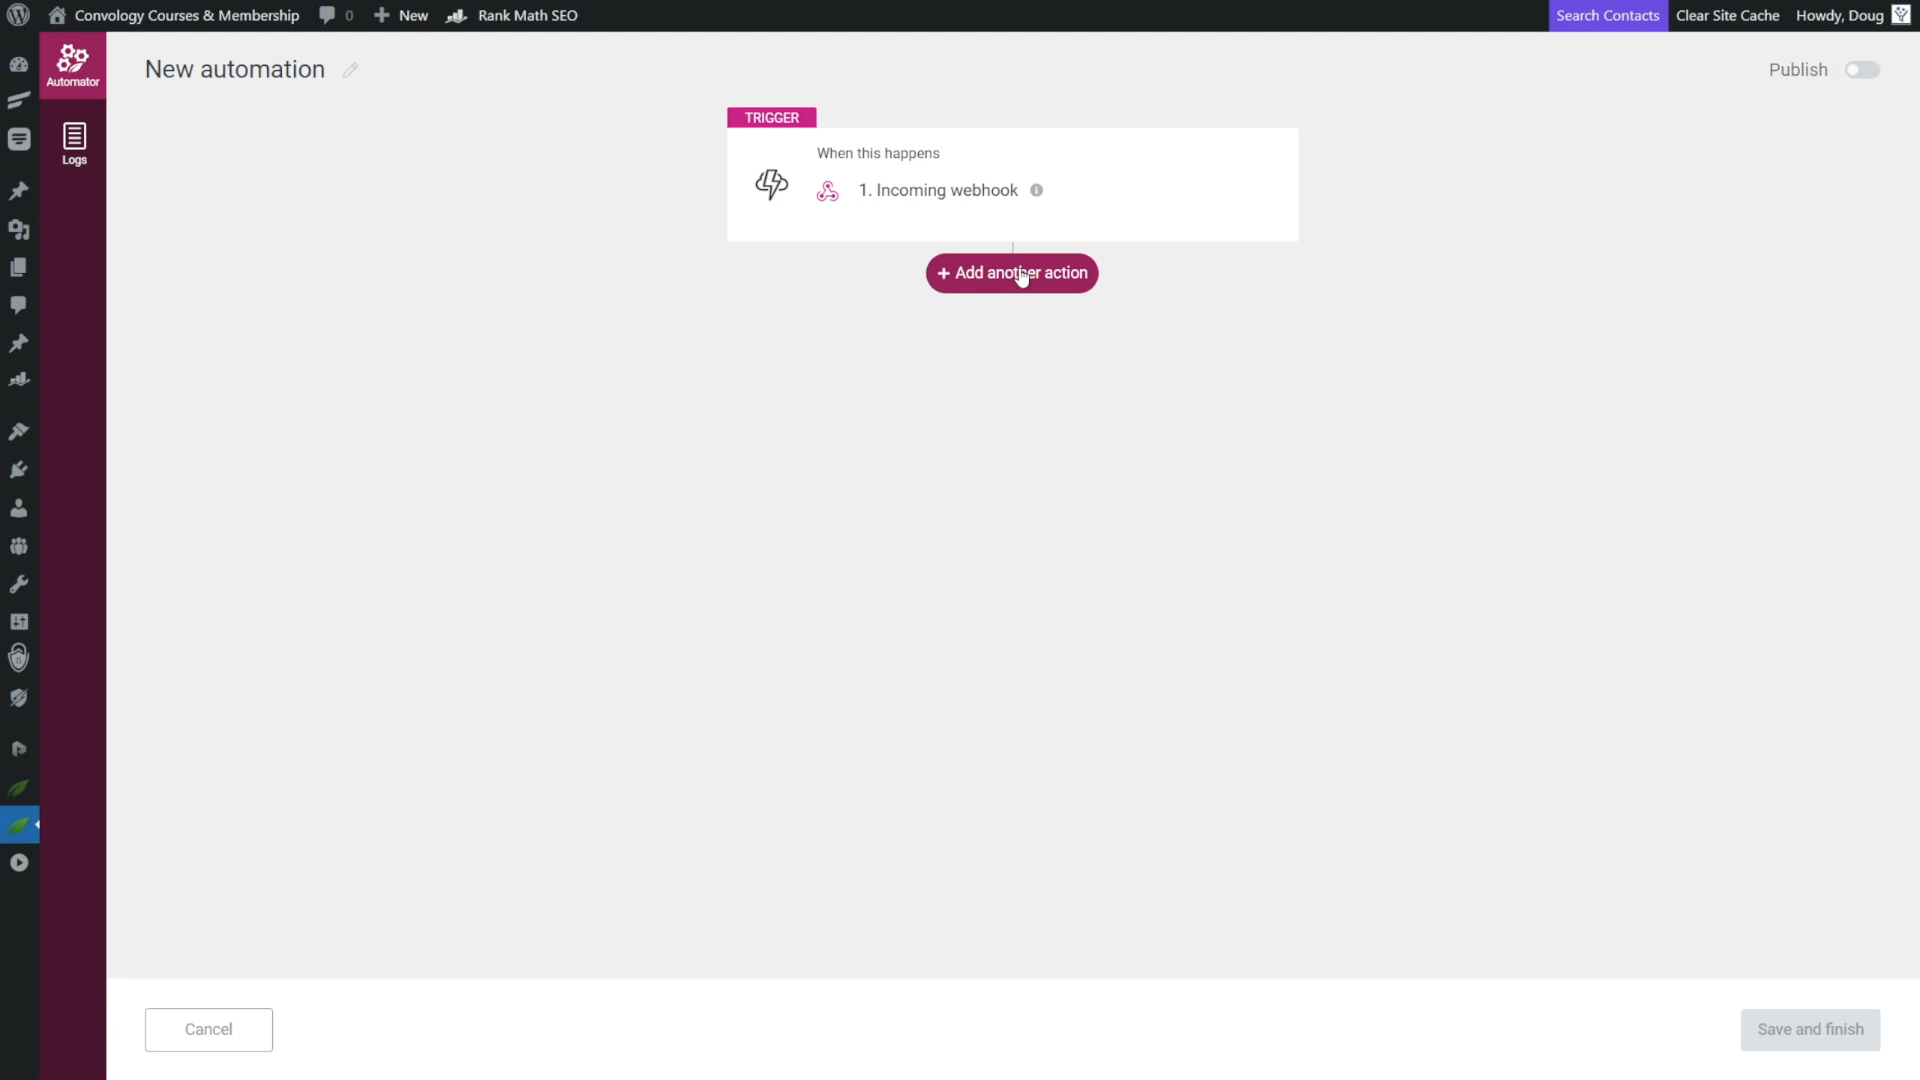 Convology Courses & Membership 0 New Rank Math SEO Search Contacts Clear Site Cache Howdy, Doug
Automator
Logs
New automation
Publish
TRIGGER
When this happens
1. Incoming webhook
+ Add another action
Cancel
Save and finish